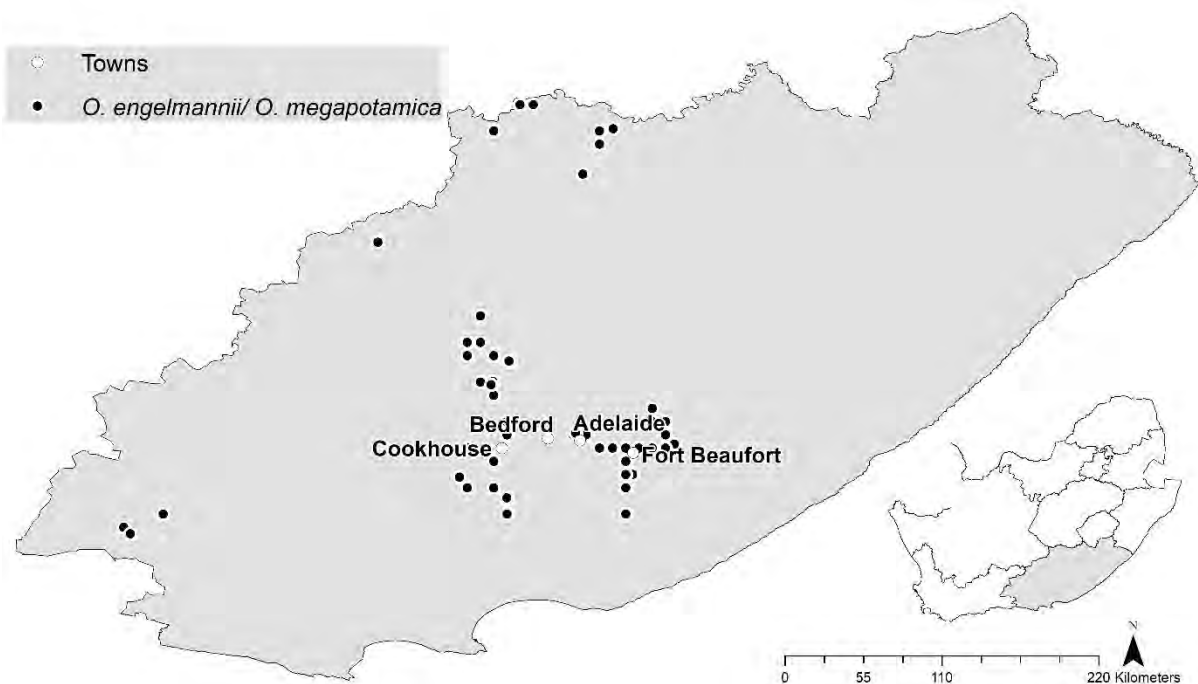 Towns
O. engelmannii/ O. megapotamica
Bedford
Adelaide
Cookhouse
Fort Beaufort
N
0 55 110 220 Kilometers